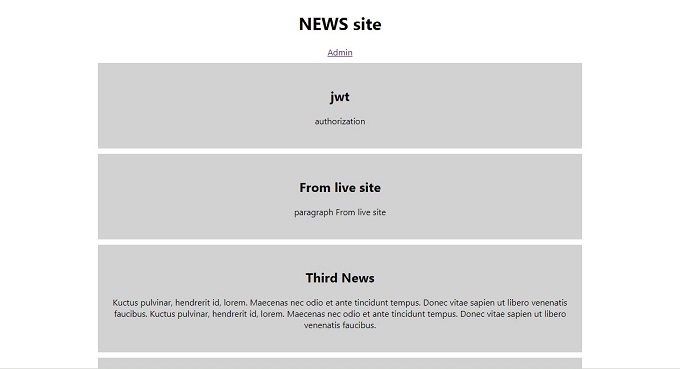 NEWS site
Admin
jwt
authorization
From live site
paragraph From live site
Third News
Kuctus pulvinar, hendrerit id, lorem. Maecenas nec odio et ante tincidunt tempus. Donec vitae sapien ut libero venenatis
faucibus. Kuctus pulvinar, hendrerit id, lorem. Maecenas nec odio et ante tincidunt tempus. Donec vitae sapien ut libero
venenatis faucibus.